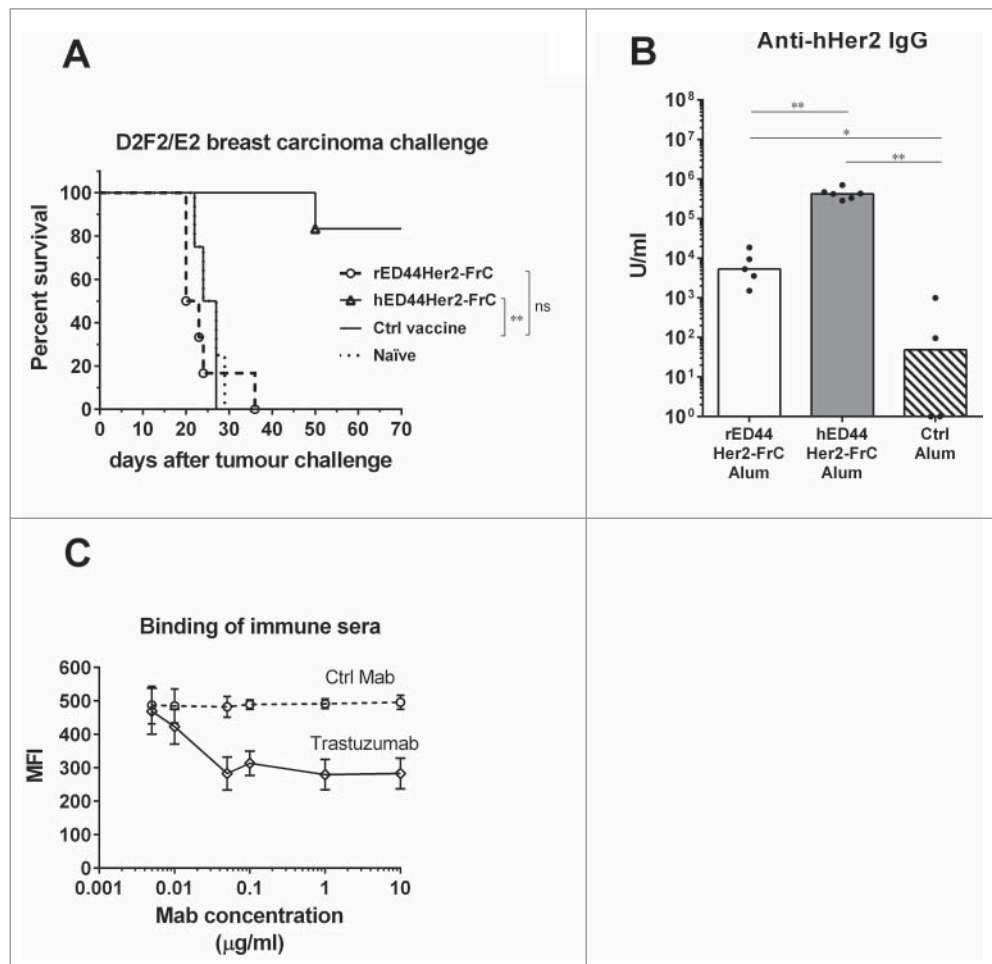 A
D2F2/E2 breast carcinoma challenge
Percent survival
100
80
60
40
20
0
0 10 20 30 40 50 60 70
days after tumour challenge
rED44Her2-FrC
hED44Her2-FrC
Ctrl vaccine
Naïve
**
ns
B
Anti-hHer2 IgG
U/ml
10⁸
10⁷
10⁶
10⁵
10⁴
10³
10²
10¹
10⁰
**
*
**
rED44
Her2-FrC
Alum
hED44
Her2-FrC
Alum
Ctrl
Alum
C
Binding of immune sera
MFI
600
500
400
300
200
100
0
Ctrl Mab
Trastuzumab
0.001 0.01 0.1 1 10
Mab concentration
(μg/ml)